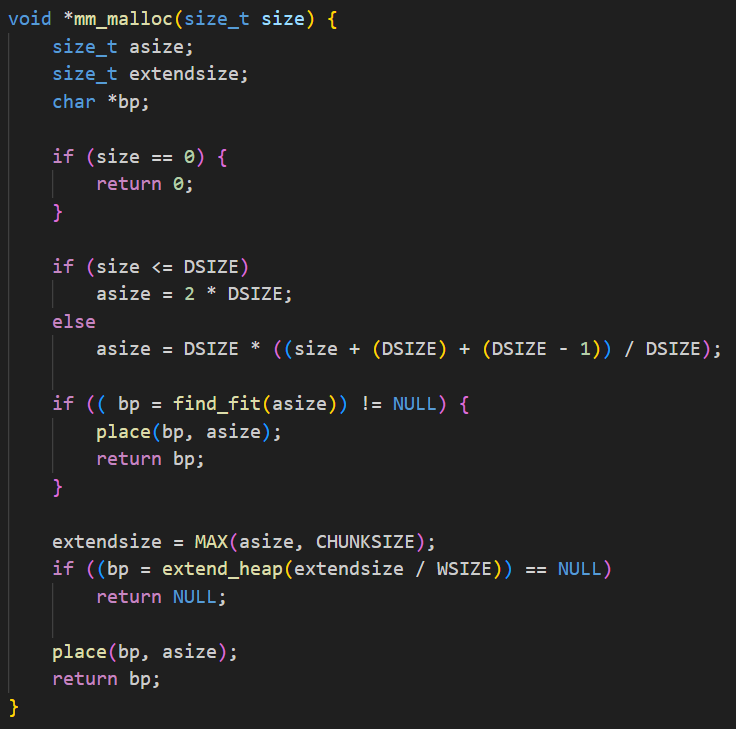 void *mm_malloc(size_t size) {
    size_t asize;
    size_t extendsize;
    char *bp;

    if (size == 0) {
        return 0;
    }

    if (size <= DSIZE)
        asize = 2 * DSIZE;
    else
        asize = DSIZE * ((size + (DSIZE) + (DSIZE - 1)) / DSIZE);

    if (( bp = find_fit(asize)) != NULL) {
        place(bp, asize);
        return bp;
    }

    extendsize = MAX(asize, CHUNKSIZE);
    if ((bp = extend_heap(extendsize / WSIZE)) == NULL)
        return NULL;

    place(bp, asize);
    return bp;
}